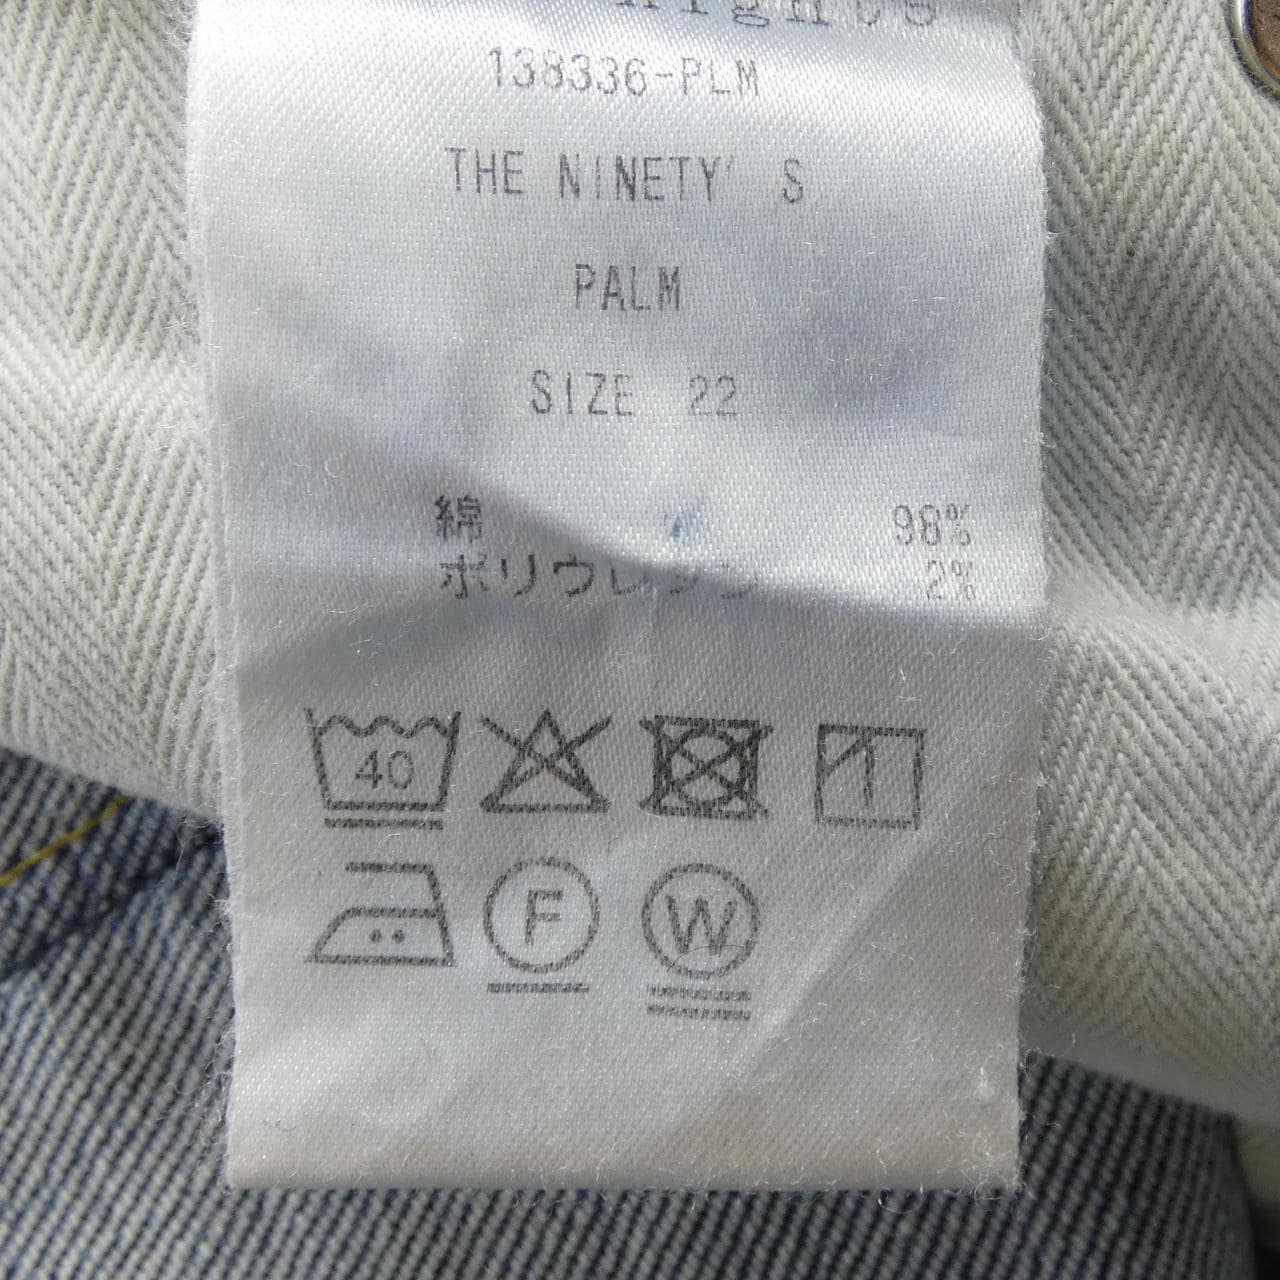 138336-PLM
THE NINETY' S
PALM
SIZE 22
綿 98%
ポリウレタン 2%
40
F
W